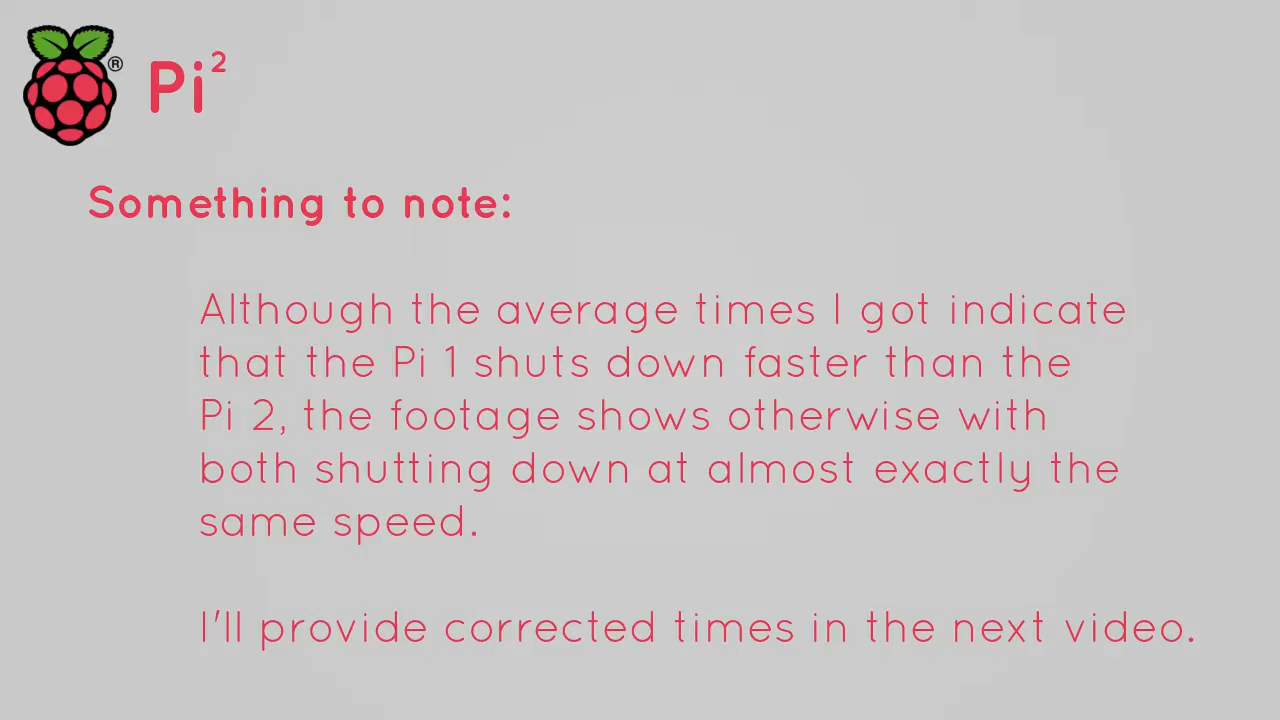 ® Pi²
Something to note:
Although the average times I got indicate
that the Pi 1 shuts down faster than the
Pi 2, the footage shows otherwise with
both shutting down at almost exactly the
same speed.
I'll provide corrected times in the next video.